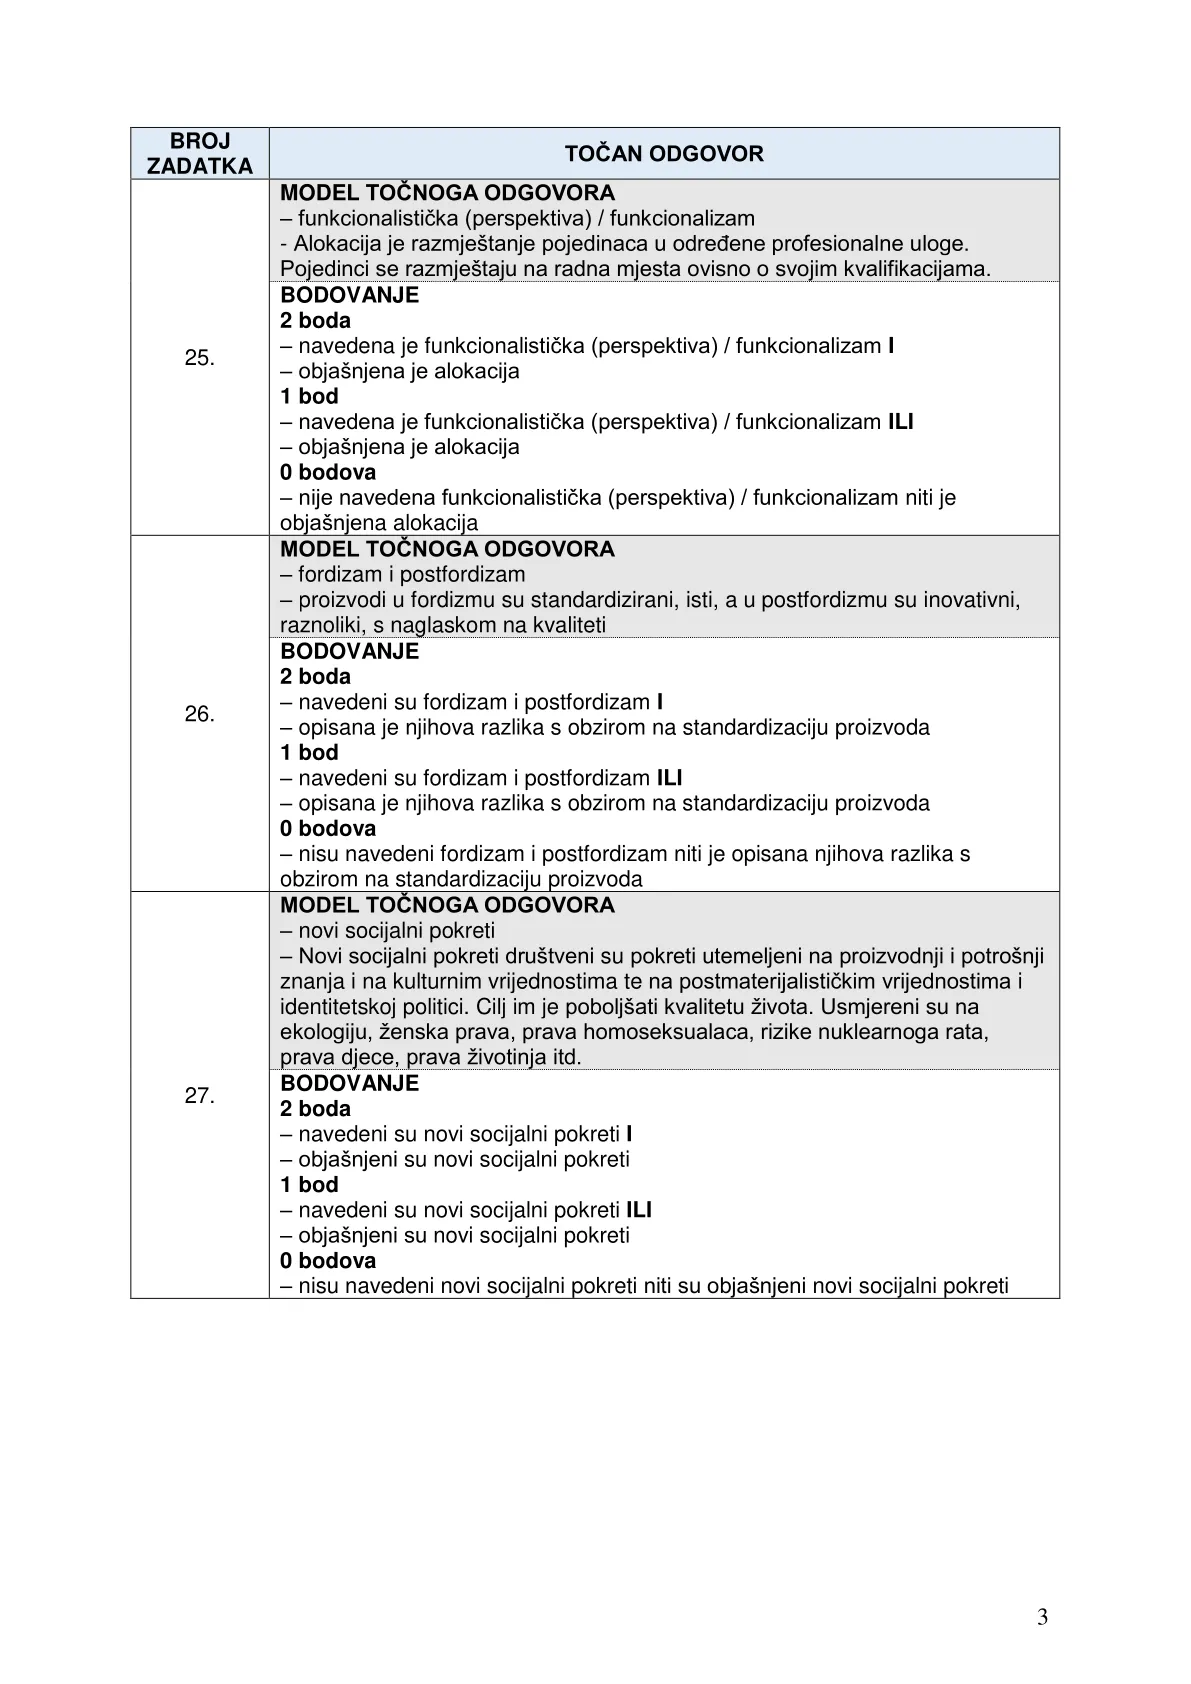 BROJ
ZADATKA
TOČAN ODGOVOR
25.
MODEL TOČNOGA ODGOVORA
– funkcionalistička (perspektiva) / funkcionalizam
- Alokacija je razmještanje pojedinaca u određene profesionalne uloge.
Pojedinci se razmještaju na radna mjesta ovisno o svojim kvalifikacijama.
BODOVANJE
2 boda
– navedena je funkcionalistička (perspektiva) / funkcionalizam I
– objašnjena je alokacija
1 bod
– navedena je funkcionalistička (perspektiva) / funkcionalizam ILI
– objašnjena je alokacija
0 bodova
– nije navedena funkcionalistička (perspektiva) / funkcionalizam niti je
objašnjena alokacija
26.
MODEL TOČNOGA ODGOVORA
– fordizam i postfordizam
– proizvodi u fordizmu su standardizirani, isti, a u postfordizmu su inovativni,
raznoliki, s naglaskom na kvaliteti
BODOVANJE
2 boda
– navedeni su fordizam i postfordizam I
– opisana je njihova razlika s obzirom na standardizaciju proizvoda
1 bod
– navedeni su fordizam i postfordizam ILI
– opisana je njihova razlika s obzirom na standardizaciju proizvoda
0 bodova
– nisu navedeni fordizam i postfordizam niti je opisana njihova razlika s
obzirom na standardizaciju proizvoda
27.
MODEL TOČNOGA ODGOVORA
– novi socijalni pokreti
– Novi socijalni pokreti društveni su pokreti utemeljeni na proizvodnji i potrošnji
znanja i na kulturnim vrijednostima te na postmaterijalističkim vrijednostima i
identitetskoj politici. Cilj im je poboljšati kvalitetu života. Usmjereni su na
ekologiju, ženska prava, prava homoseksualaca, rizike nuklearnoga rata,
prava djece, prava životinja itd.
BODOVANJE
2 boda
– navedeni su novi socijalni pokreti I
– objašnjeni su novi socijalni pokreti
1 bod
– navedeni su novi socijalni pokreti ILI
– objašnjeni su novi socijalni pokreti
0 bodova
– nisu navedeni novi socijalni pokreti niti su objašnjeni novi socijalni pokreti
3